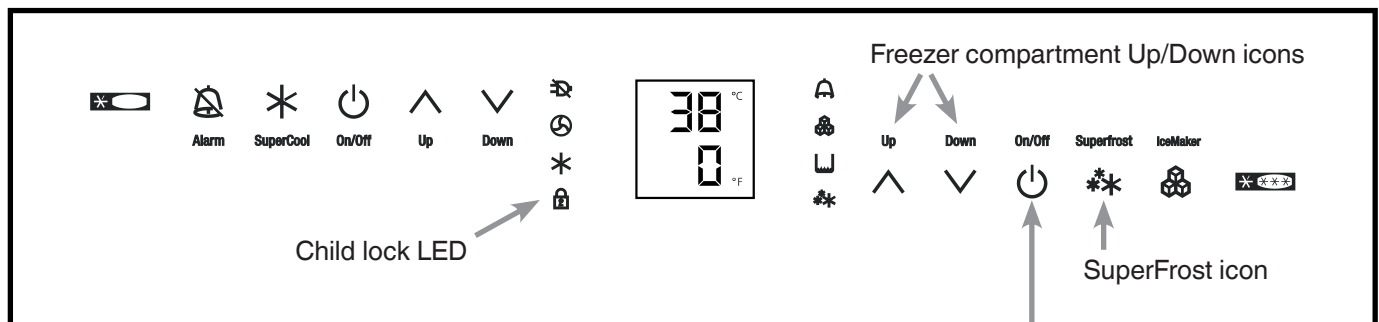 Freezer compartment Up/Down icons
Alarm SuperCool On/Off Up Down
38 °C
0 °F
Up Down On/Off Superfrost IceMaker
Child lock LED
SuperFrost icon